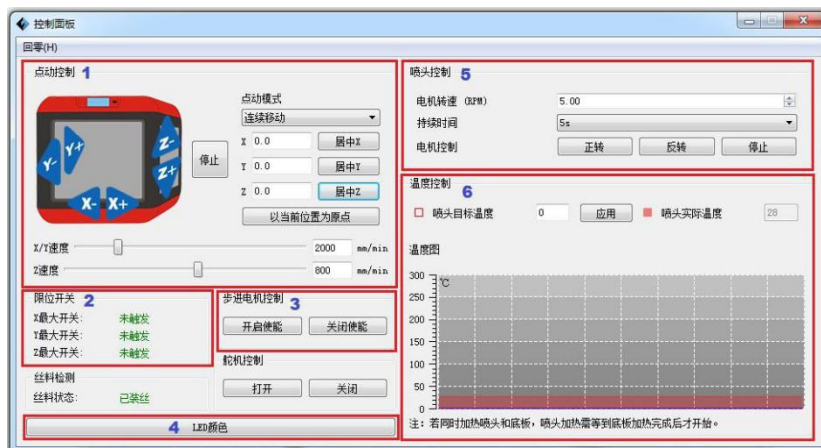 控制面板
回零(H)
点动控制 1
点动模式
连续移动
X 0.0 居中X
Y 0.0 居中Y
Z 0.0 居中Z
以当前位置为原点
停止
Y- Y+ Z- Z+
X- X+
X/Y速度 2000 mm/min
Z速度 800 mm/min
限位开关 2
X最大开关: 未触发
Y最大开关: 未触发
Z最大开关: 未触发
步进电机控制 3
开启使能 关闭使能
舵机控制
打开 关闭
丝料检测
丝料状态: 已装丝
4 LED颜色
喷头控制 5
电机转速 (RPM) 5.00
持续时间 5s
电机控制 正转 反转 停止
温度控制 6
喷头目标温度 0 应用 喷头实际温度 28
温度图
℃
300
250
200
150
100
50
0
注: 若同时加热喷头和底板, 喷头加热需等到底板加热完成后才开始。